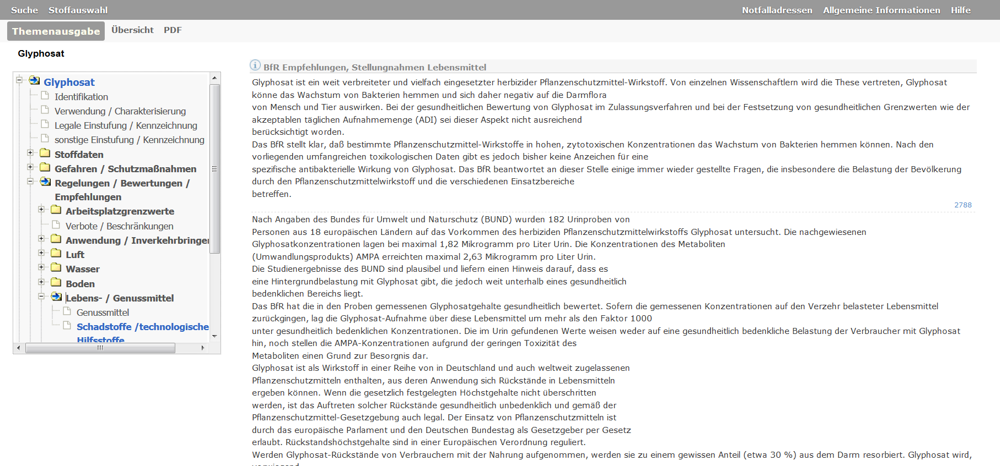 Suche Stoffauswahl Notfalladressen Allgemeine Informationen Hilfe
Themenausgabe Übersicht PDF
Glyphosat
Glyphosat
Identifikation
Verwendung / Charakterisierung
Legale Einstufung / Kennzeichnung
sonstige Einstufung / Kennzeichnung
Stoffdaten
Gefahren / Schutzmaßnahmen
Regelungen / Bewertungen /
Empfehlungen
Arbeitsplatzgrenzwerte
Verbote / Beschränkungen
Anwendung / Inverkehrbringen
Luft
Wasser
Boden
Lebens- / Genussmittel
Genussmittel
Schadstoffe /technologische
Hilfsstoffe
BfR Empfehlungen, Stellungnahmen Lebensmittel
Glyphosat ist ein weit verbreiteter und vielfach eingesetzter herbizider Pflanzenschutzmittel-Wirkstoff. Von einzelnen Wissenschaftlern wird die These vertreten, Glyphosat
könne das Wachstum von Bakterien hemmen und sich daher negativ auf die Darmflora
von Mensch und Tier auswirken. Bei der gesundheitlichen Bewertung von Glyphosat im Zulassungsverfahren und bei der Festsetzung von gesundheitlichen Grenzwerten wie der
akzeptablen täglichen Aufnahmemenge (ADI) sei dieser Aspekt nicht ausreichend
berücksichtigt worden.
Das BfR stellt klar, daß bestimmte Pflanzenschutzmittel-Wirkstoffe in hohen, zytotoxischen Konzentrationen das Wachstum von Bakterien hemmen können. Nach den
vorliegenden umfangreichen toxikologischen Daten gibt es jedoch bisher keine Anzeichen für eine
spezifische antibakterielle Wirkung von Glyphosat. Das BfR beantwortet an dieser Stelle einige immer wieder gestellte Fragen, die insbesondere die Belastung der Bevölkerung
durch den Pflanzenschutzmittelwirkstoff und die verschiedenen Einsatzbereiche
betreffen.
2788
Nach Angaben des Bundes für Umwelt und Naturschutz (BUND) wurden 182 Urinproben von
Personen aus 18 europäischen Ländern auf das Vorkommen des herbiziden Pflanzenschutzmittelwirkstoffs Glyphosat untersucht. Die nachgewiesenen
Glyphosatkonzentrationen lagen bei maximal 1,82 Mikrogramm pro Liter Urin. Die Konzentrationen des Metaboliten
(Umwandlungsprodukts) AMPA erreichten maximal 2,63 Mikrogramm pro Liter Urin.
Die Studienergebnisse des BUND sind plausibel und liefern einen Hinweis darauf, dass es
eine Hintergrundbelastung mit Glyphosat gibt, die jedoch weit unterhalb eines gesundheitlich
bedenklichen Bereichs liegt.
Das BfR hat die in den Proben gemessenen Glyphosatgehalte gesundheitlich bewertet. Sofern die gemessenen Konzentrationen auf den Verzehr belasteter Lebensmittel
zurückgingen, lag die Glyphosat-Aufnahme über diese Lebensmittel um mehr als den Faktor 1000
unter gesundheitlich bedenklichen Konzentrationen. Die im Urin gefundenen Werte weisen weder auf eine gesundheitlich bedenkliche Belastung der Verbraucher mit Glyphosat
hin, noch stellen die AMPA-Konzentrationen aufgrund der geringen Toxizität des
Metaboliten einen Grund zur Besorgnis dar.
Glyphosat ist als Wirkstoff in einer Reihe von in Deutschland und auch weltweit zugelassenen
Pflanzenschutzmitteln enthalten, aus deren Anwendung sich Rückstände in Lebensmitteln
ergeben können. Wenn die gesetzlich festgelegten Höchstgehalte nicht überschritten
werden, ist das Auftreten solcher Rückstände gesundheitlich unbedenklich und gemäß der
Pflanzenschutzmittel-Gesetzgebung auch legal. Der Einsatz von Pflanzenschutzmitteln ist
durch das europäische Parlament und den Deutschen Bundestag als Gesetzgeber per Gesetz
erlaubt. Rückstandshöchstgehalte sind in einer Europäischen Verordnung reguliert.
Werden Glyphosat-Rückstände von Verbrauchern mit der Nahrung aufgenommen, werden sie zu einem gewissen Anteil (etwa 30 %) aus dem Darm resorbiert. Glyphosat wird,